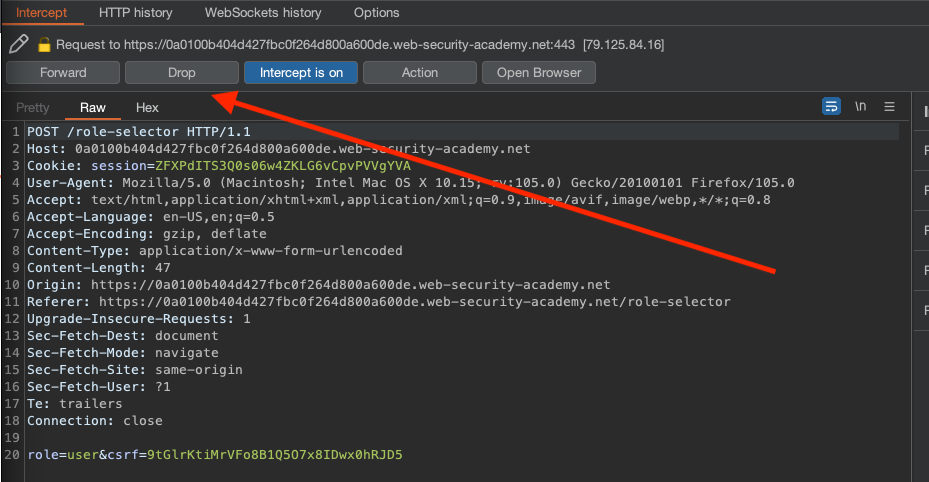 Intercept HTTP history WebSockets history Options
Request to https://0a0100b404d427fbc0f264d800a600de.web-security-academy.net:443 [79.125.84.16]
Forward Drop Intercept is on Action Open Browser
Pretty Raw Hex \n
1 POST /role-selector HTTP/1.1
2 Host: 0a0100b404d427fbc0f264d800a600de.web-security-academy.net
3 Cookie: session=ZFXPdITS3Q0s06w4ZKLG6vCpvPVVgYVA
4 User-Agent: Mozilla/5.0 (Macintosh; Intel Mac OS X 10.15; rv:105.0) Gecko/20100101 Firefox/105.0
5 Accept: text/html,application/xhtml+xml,application/xml;q=0.9,image/avif,image/webp,*/*;q=0.8
6 Accept-Language: en-US,en;q=0.5
7 Accept-Encoding: gzip, deflate
8 Content-Type: application/x-www-form-urlencoded
9 Content-Length: 47
10 Origin: https://0a0100b404d427fbc0f264d800a600de.web-security-academy.net
11 Referer: https://0a0100b404d427fbc0f264d800a600de.web-security-academy.net/role-selector
12 Upgrade-Insecure-Requests: 1
13 Sec-Fetch-Dest: document
14 Sec-Fetch-Mode: navigate
15 Sec-Fetch-Site: same-origin
16 Sec-Fetch-User: ?1
17 Te: trailers
18 Connection: close
19
20 role=user&csrf=9tGlrKtiMrVFo8B1Q5O7x8IDwx0hRJD5